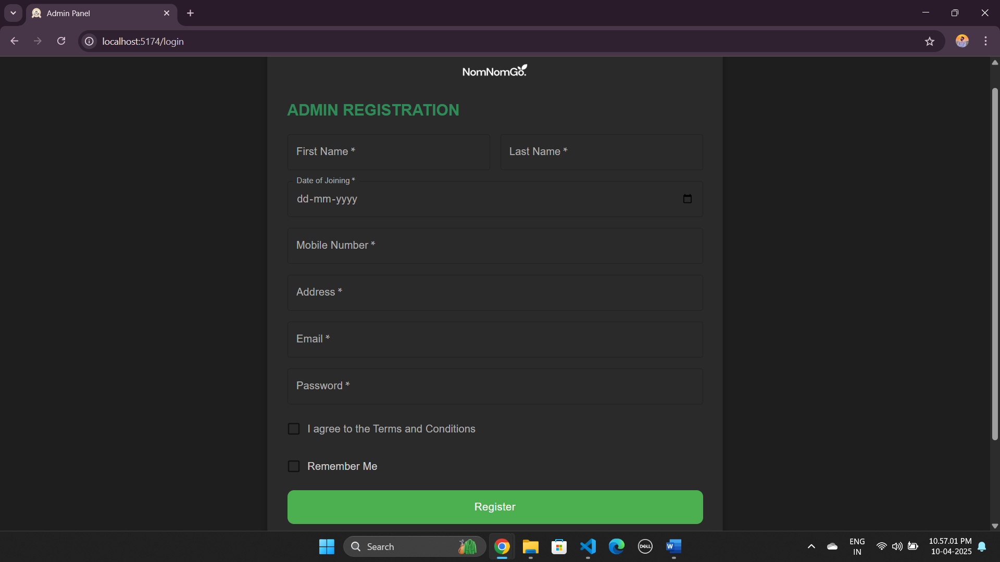 Admin Panel
localhost:5174/login
NomNomGo.
ADMIN REGISTRATION
First Name *
Last Name *
Date of Joining *
dd-mm-yyyy
Mobile Number *
Address *
Email *
Password *
I agree to the Terms and Conditions
Remember Me
Register
Search
DELL
W
ENG
IN
10.57.01 PM
10-04-2025